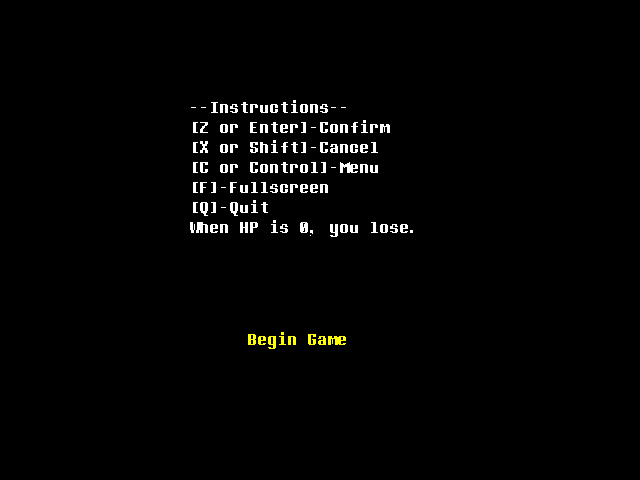 --Instructions--
[Z or Enter]-Confirm
[X or Shift]-Cancel
[C or Control]-Menu
[F]-Fullscreen
[Q]-Quit
When HP is 0, you lose.
Begin Game